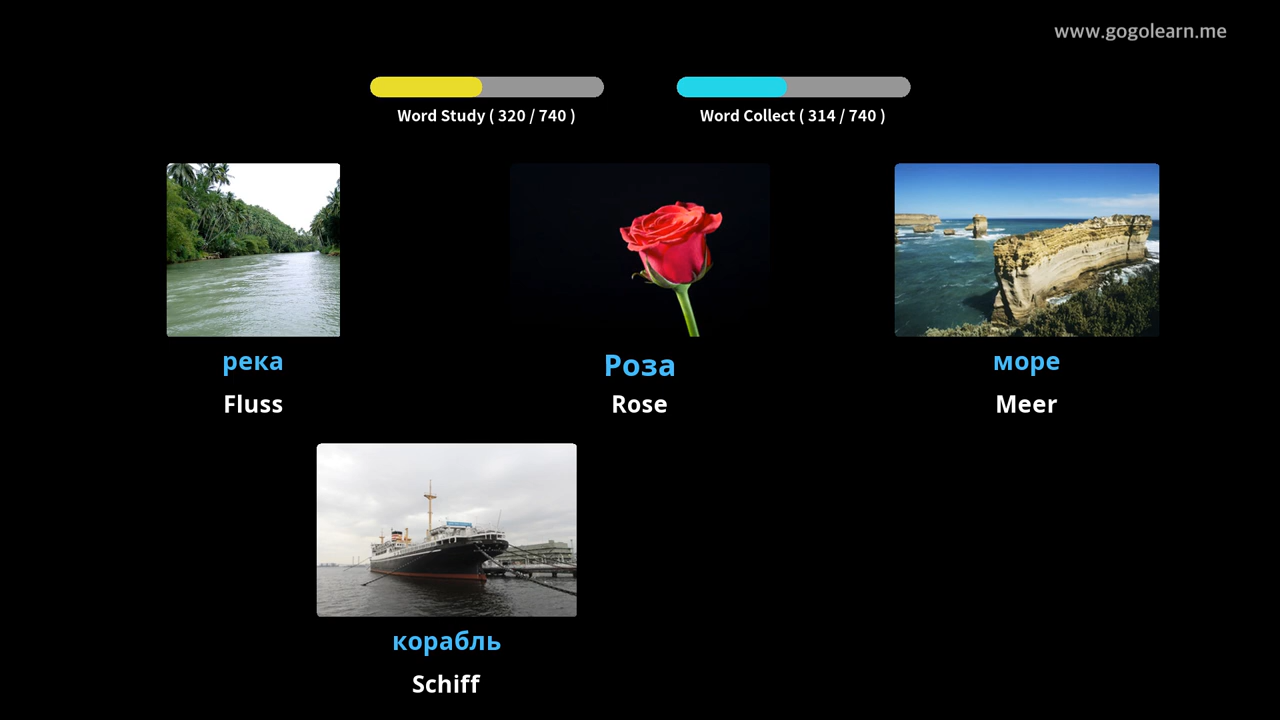 www.gogolearn.me
Word Study ( 320 / 740 )
Word Collect ( 314 / 740 )
река
Роза
море
Fluss
Rose
Meer
корабль
Schiff